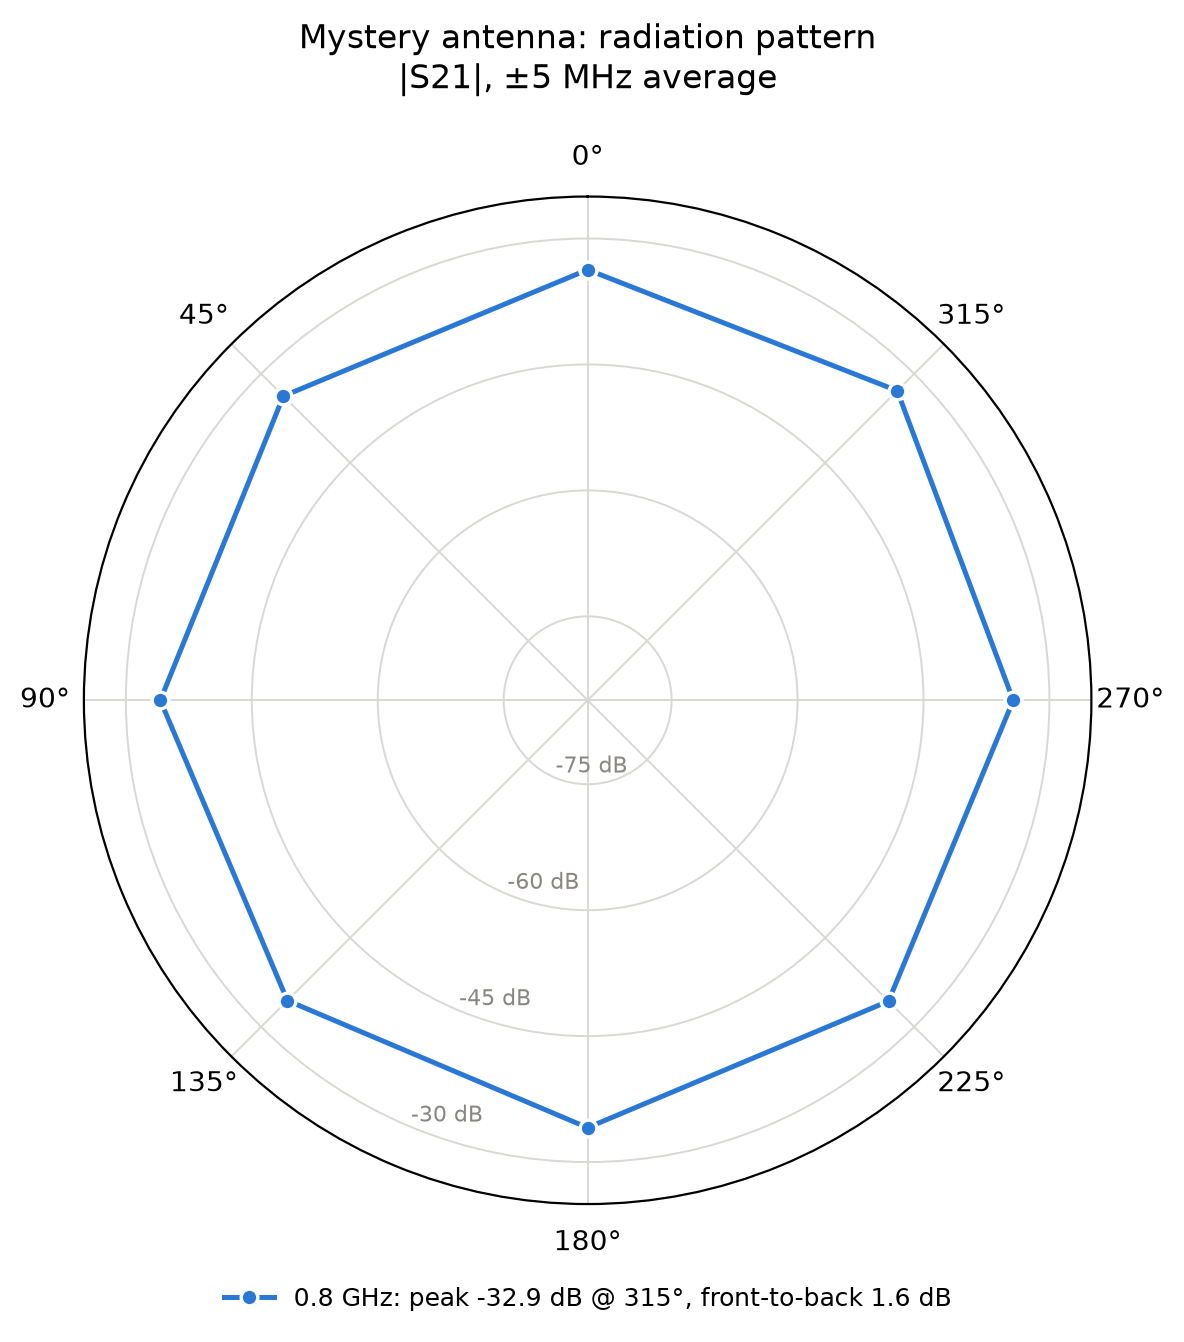 Mystery antenna: radiation pattern
|S21|, ±5 MHz average
0°
45°
315°
90°
270°
-75 dB
-60 dB
-45 dB
135°
225°
-30 dB
180°
0.8 GHz: peak -32.9 dB @ 315°, front-to-back 1.6 dB